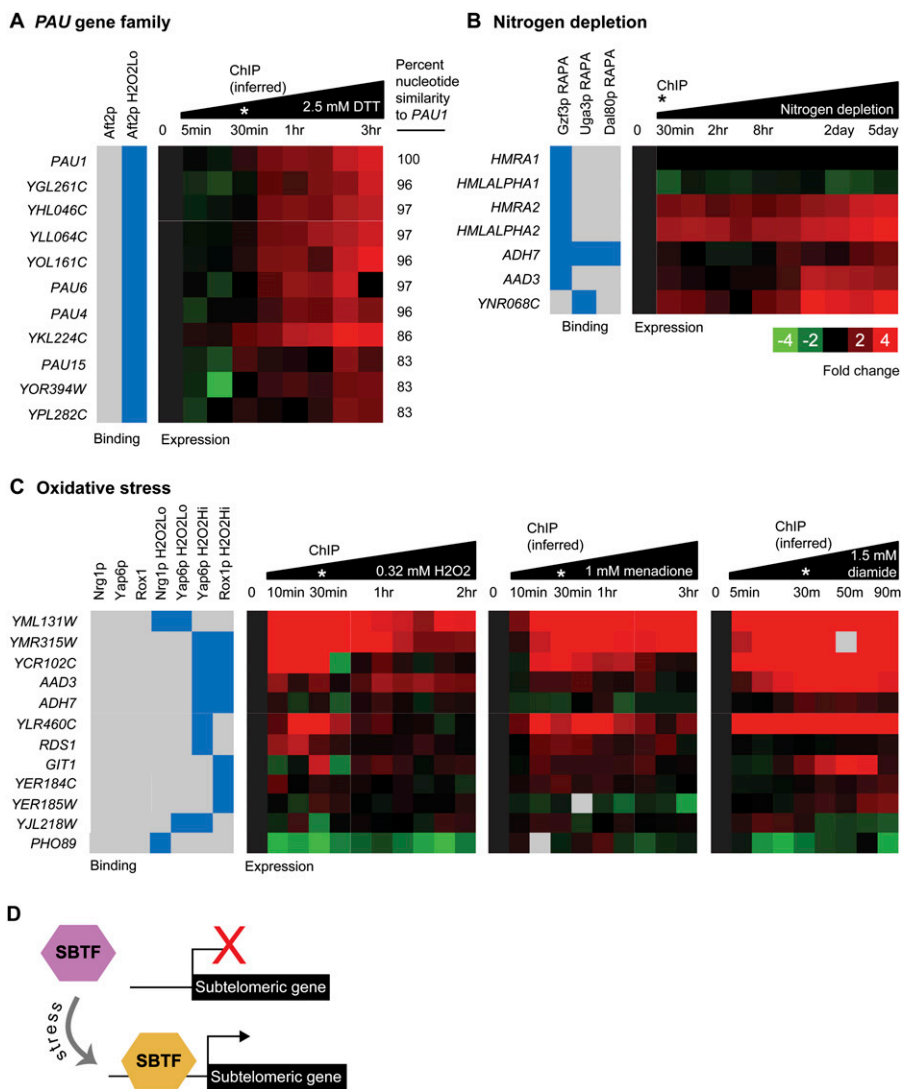 A PAU gene family
Aft2p
Aft2p H2O2Lo
ChIP
(inferred)
*
2.5 mM DTT
0 5min 30min 1hr 3hr
Percent
nucleotide
similarity
to PAU1
PAU1 100
YGL261C 96
YHL046C 97
YLL064C 97
YOL161C 96
PAU6 97
PAU4 96
YKL224C 86
PAU15 83
YOR394W 83
YPL282C 83
Binding Expression
B Nitrogen depletion
Gzf3p RAPA
Uga3p RAPA
Dal80p RAPA
ChIP
*
Nitrogen depletion
0 30min 2hr 8hr 2day 5day
HMRA1
HMLALPHA1
HMRA2
HMLALPHA2
ADH7
AAD3
YNR068C
Binding Expression
-4 -2 2 4
Fold change
C Oxidative stress
Nrg1p
Yap6p
Rox1
Nrg1p H2O2Lo
Yap6p H2O2Lo
Yap6p H2O2Hi
Rox1p H2O2Hi
ChIP
*
0.32 mM H2O2
0 10min 30min 1hr 2hr
ChIP
(inferred)
*
1 mM menadione
0 10min 30min 1hr 3hr
ChIP
(inferred)
*
1.5 mM
diamide
0 5min 30m 50m 90m
YML131W
YMR315W
YCR102C
AAD3
ADH7
YLR460C
RDS1
GIT1
YER184C
YER185W
YJL218W
PHO89
Binding Expression
D
SBTF
X
Subtelomeric gene
stress
SBTF
Subtelomeric gene